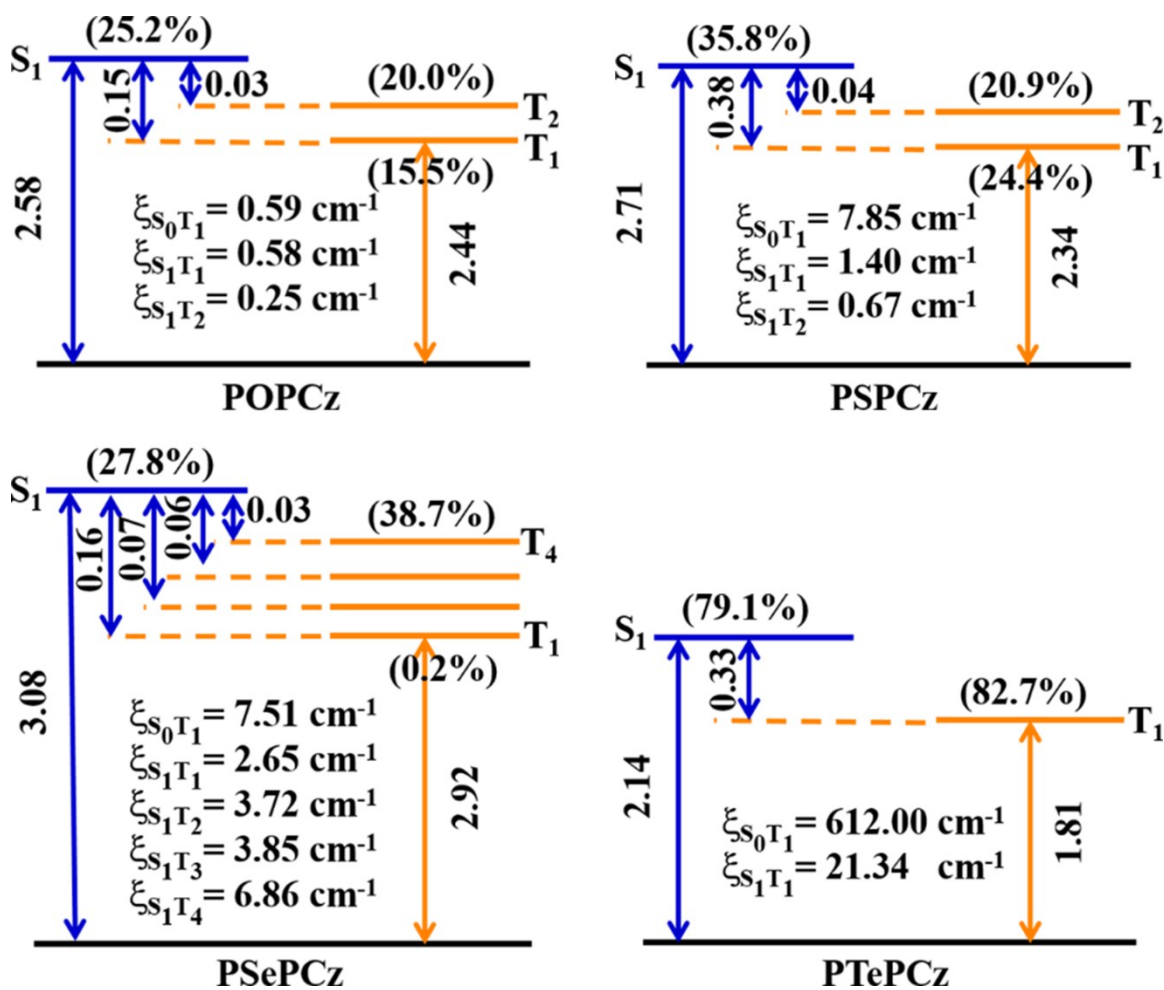 (25.2%)
S₁
0.15
0.03
(20.0%)
T₂
T₁
(15.5%)
2.58
ξS₀T₁ = 0.59 cm⁻¹
ξS₁T₁ = 0.58 cm⁻¹
ξS₁T₂ = 0.25 cm⁻¹
2.44
POPCz
(35.8%)
S₁
0.38
0.04
(20.9%)
T₂
T₁
(24.4%)
2.71
ξS₀T₁ = 7.85 cm⁻¹
ξS₁T₁ = 1.40 cm⁻¹
ξS₁T₂ = 0.67 cm⁻¹
2.34
PSPCz
(27.8%)
S₁
0.16
0.07
0.06
0.03
(38.7%)
T₄
T₁
(0.2%)
3.08
ξS₀T₁ = 7.51 cm⁻¹
ξS₁T₁ = 2.65 cm⁻¹
ξS₁T₂ = 3.72 cm⁻¹
ξS₁T₃ = 3.85 cm⁻¹
ξS₁T₄ = 6.86 cm⁻¹
2.92
PSePCz
(79.1%)
S₁
0.33
(82.7%)
T₁
2.14
ξS₀T₁ = 612.00 cm⁻¹
ξS₁T₁ = 21.34 cm⁻¹
1.81
PTePCz